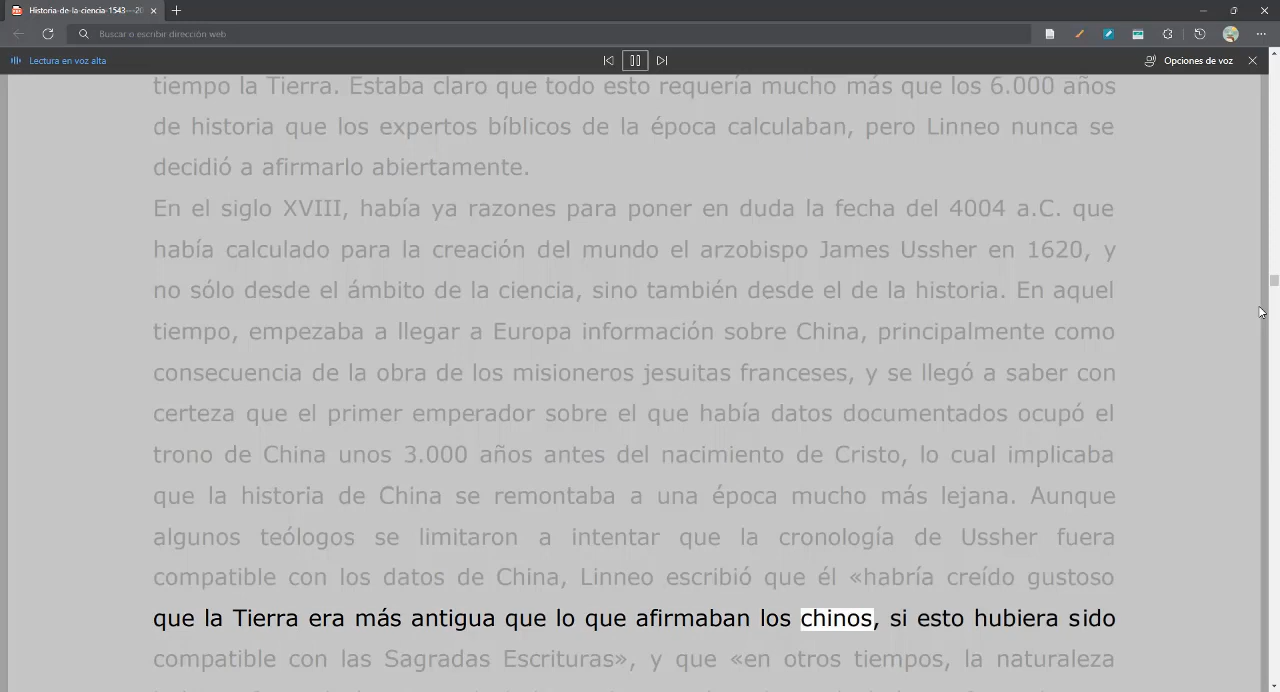 Historia-de-la-ciencia-1543---20
Buscar o escribir dirección web
Lectura en voz alta
Opciones de voz
tiempo la Tierra. Estaba claro que todo esto requería mucho más que los 6.000 años
de historia que los expertos bíblicos de la época calculaban, pero Linneo nunca se
decidió a afirmarlo abiertamente.
En el siglo XVIII, había ya razones para poner en duda la fecha del 4004 a.C. que
había calculado para la creación del mundo el arzobispo James Ussher en 1620, y
no sólo desde el ámbito de la ciencia, sino también desde el de la historia. En aquel
tiempo, empezaba a llegar a Europa información sobre China, principalmente como
consecuencia de la obra de los misioneros jesuitas franceses, y se llegó a saber con
certeza que el primer emperador sobre el que había datos documentados ocupó el
trono de China unos 3.000 años antes del nacimiento de Cristo, lo cual implicaba
que la historia de China se remontaba a una época mucho más lejana. Aunque
algunos teólogos se limitaron a intentar que la cronología de Ussher fuera
compatible con los datos de China, Linneo escribió que él «habría creído gustoso
que la Tierra era más antigua que lo que afirmaban los chinos, si esto hubiera sido
compatible con las Sagradas Escrituras», y que «en otros tiempos, la naturaleza